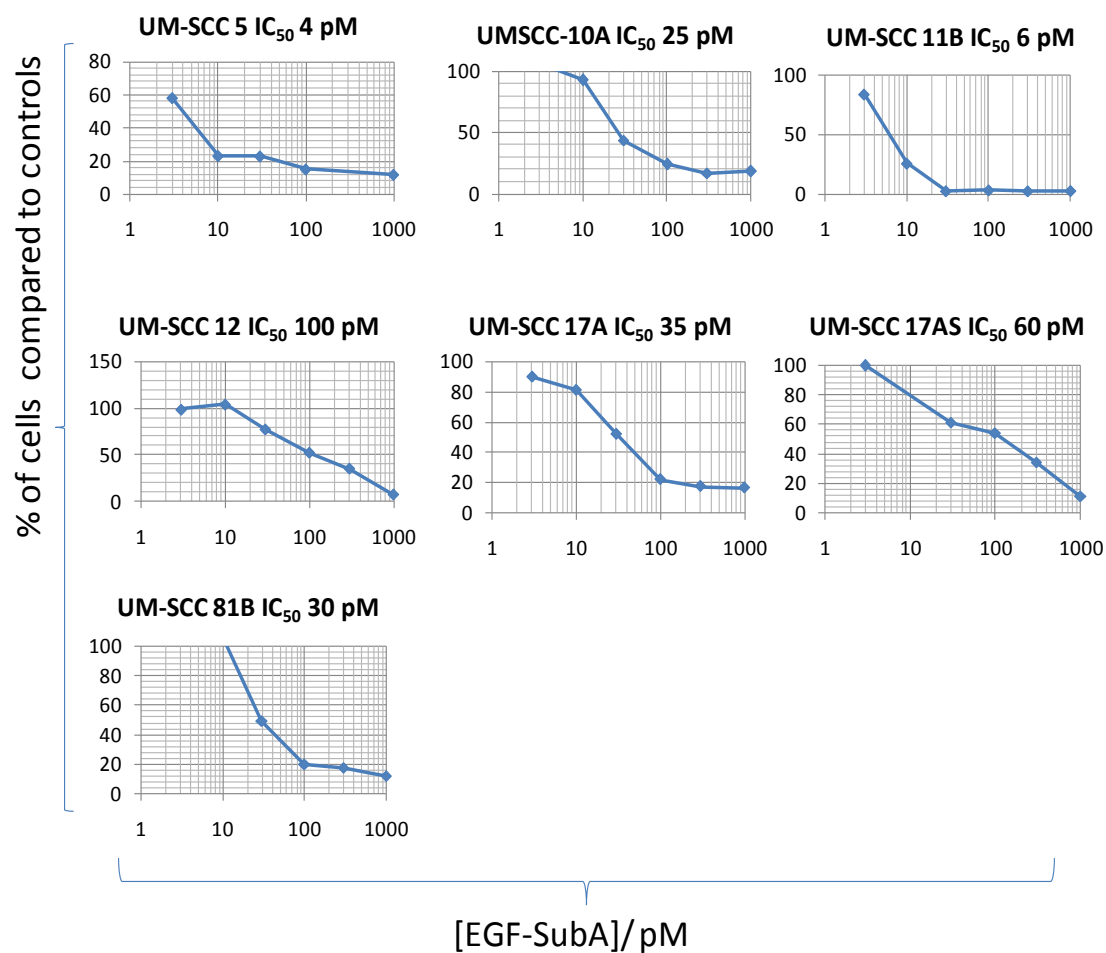 % of cells compared to controls
UM-SCC 5 IC50 4 pM
80
60
40
20
0
1 10 100 1000
UMSCC-10A IC50 25 pM
100
50
0
1 10 100 1000
UM-SCC 11B IC50 6 pM
100
50
0
1 10 100 1000
UM-SCC 12 IC50 100 pM
150
100
50
0
1 10 100 1000
UM-SCC 17A IC50 35 pM
100
80
60
40
20
0
1 10 100 1000
UM-SCC 17AS IC50 60 pM
100
80
60
40
20
0
1 10 100 1000
UM-SCC 81B IC50 30 pM
100
80
60
40
20
0
1 10 100 1000
[EGF-SubA]/ pM